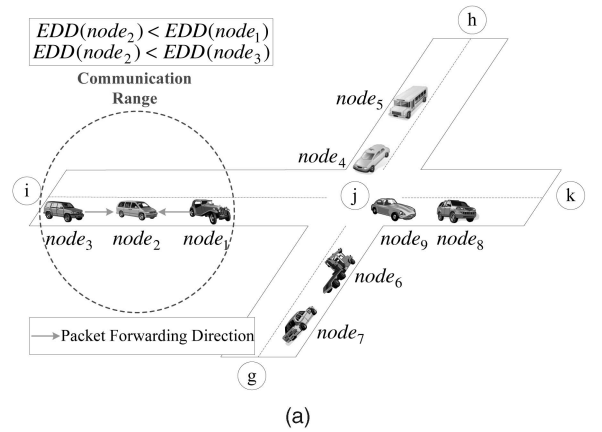 EDD(node₂) < EDD(node₁)
EDD(node₂) < EDD(node₃)
Communication
Range
h
node₅
node₄
i
j
k
node₃
node₂
node₁
node₉
node₈
node₆
node₇
Packet Forwarding Direction
g
(a)